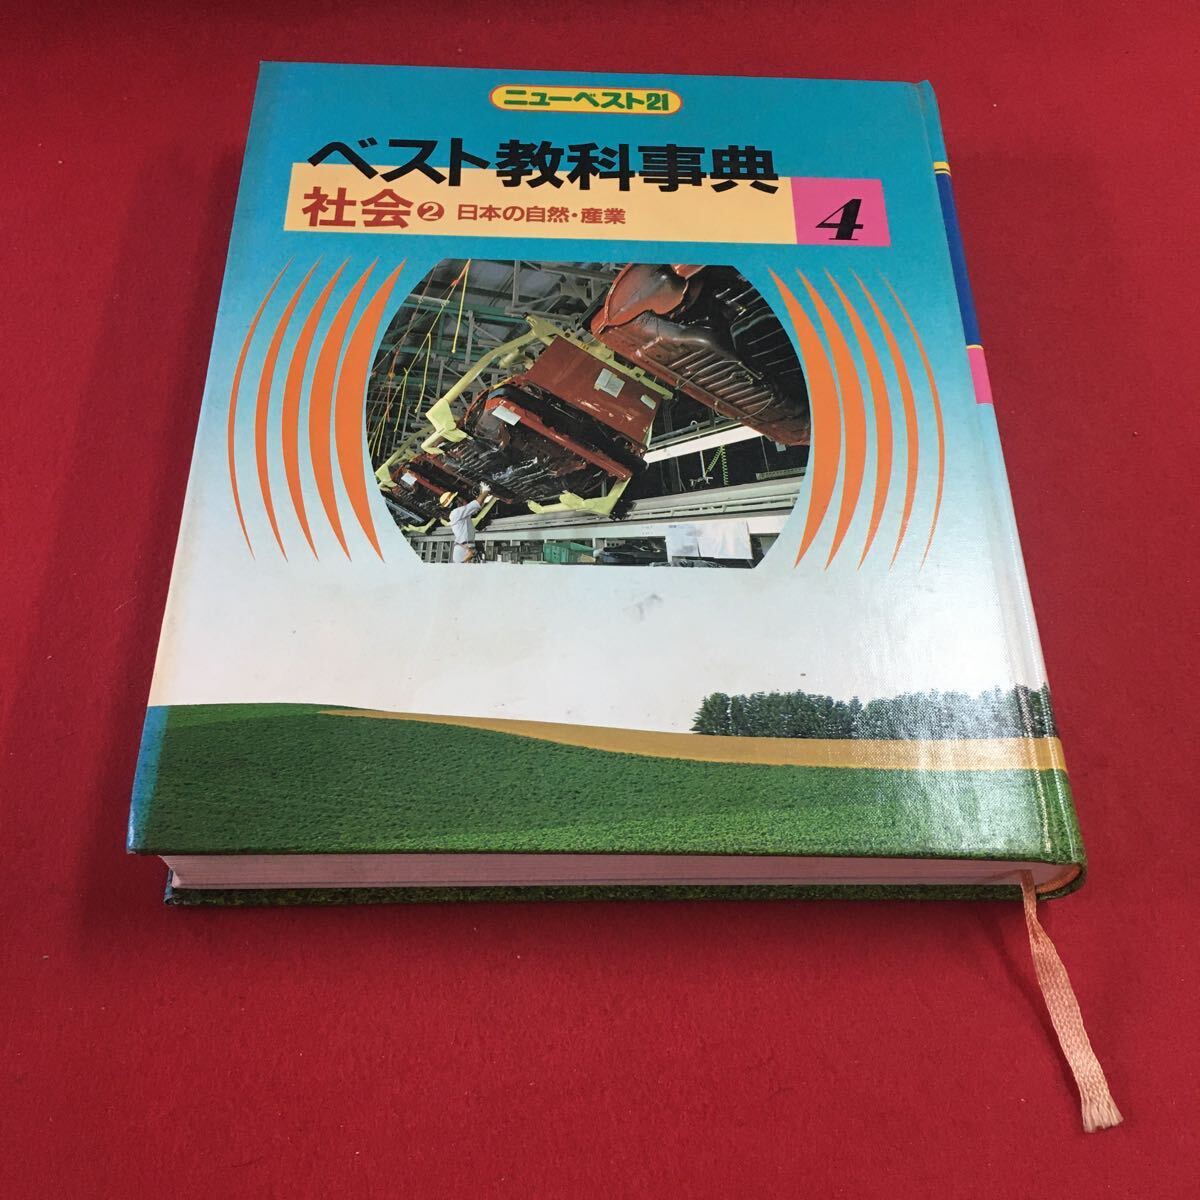 ニューベスト21
ベスト教科事典
社会❷ 日本の自然・産業
4